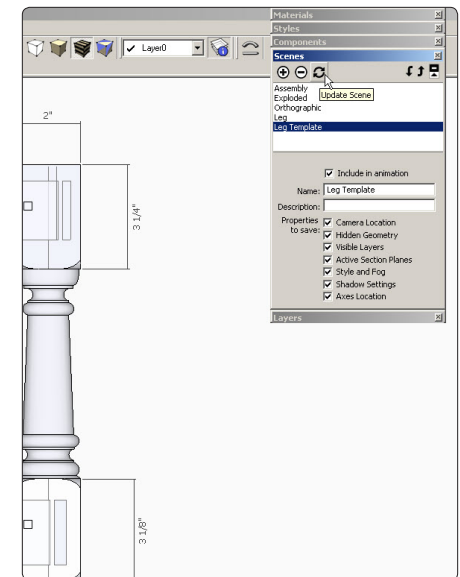 Materials
Styles
Components
Scenes
Layer0
Update Scene
Assembly
Exploded
Orthographic
Leg
Leg Template
Include in animation
Name: Leg Template
Description:
Properties to save:
Camera Location
Hidden Geometry
Visible Layers
Active Section Planes
Style and Fog
Shadow Settings
Axes Location
Layers
2"
3 1/4"
3 1/8"